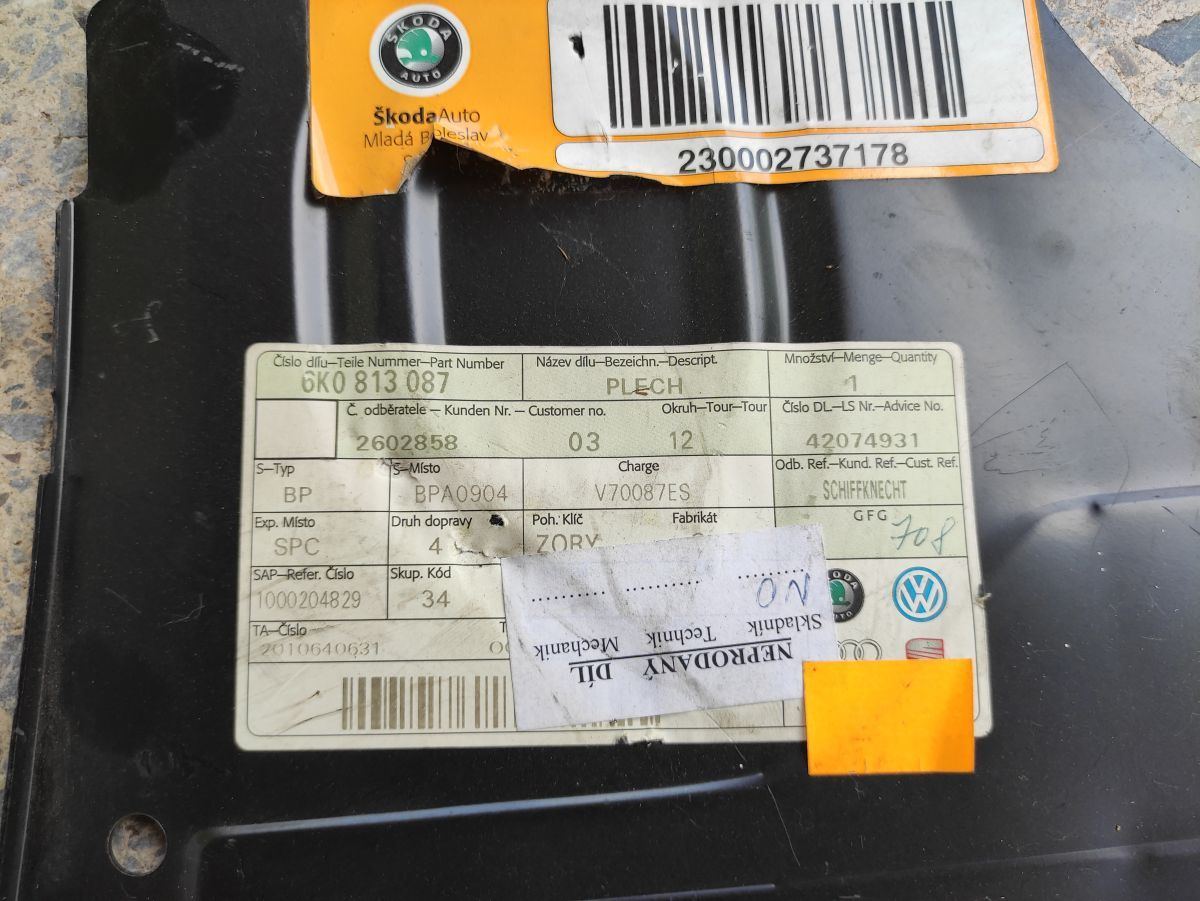 ŠKODA
AUTO
ŠkodaAuto
Mladá Boleslav
230002737178
Číslo dílu—Teile Nummer—Part Number
6K0 813 087
Název dílu—Bezeichn.—Descript.
PLECH
Množství—Menge—Quantity
1
Č. odběratele — Kunden Nr. — Customer no.
2602858
03
Okruh—Tour—Tour
12
Číslo DL.—LS Nr.—Advice No.
42074931
S—Typ
BP
S—Místo
BPA0904
Charge
V70087ES
Odb. Ref.—Kund. Ref.—Cust. Ref.
SCHIFFKNECHT
Exp. Místo
SPC
Druh dopravy
4
Poh. Klíč
ZORY
Fabrikát
GFG
708
SAP—Refer. Číslo
1000204829
Skup. Kód
34
ŠKODA
TA—Číslo
2010640631
NEPRODANÝ DÍL
Skladník Technik Mechanik
NO